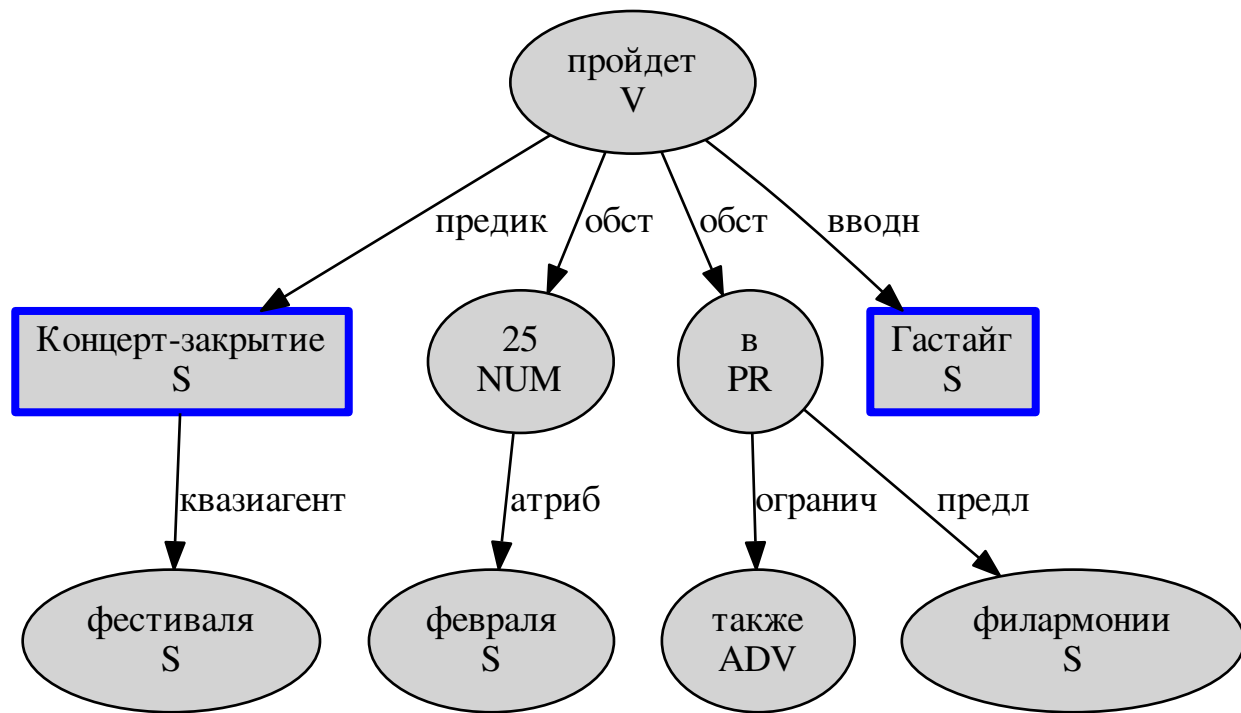 пройдет
V
предик
обст
обст
вводн
Концерт-закрытие
S
25
NUM
в
PR
Гастайг
S
квазиагент
атриб
огранич
предл
фестиваля
S
февраля
S
также
ADV
филармонии
S